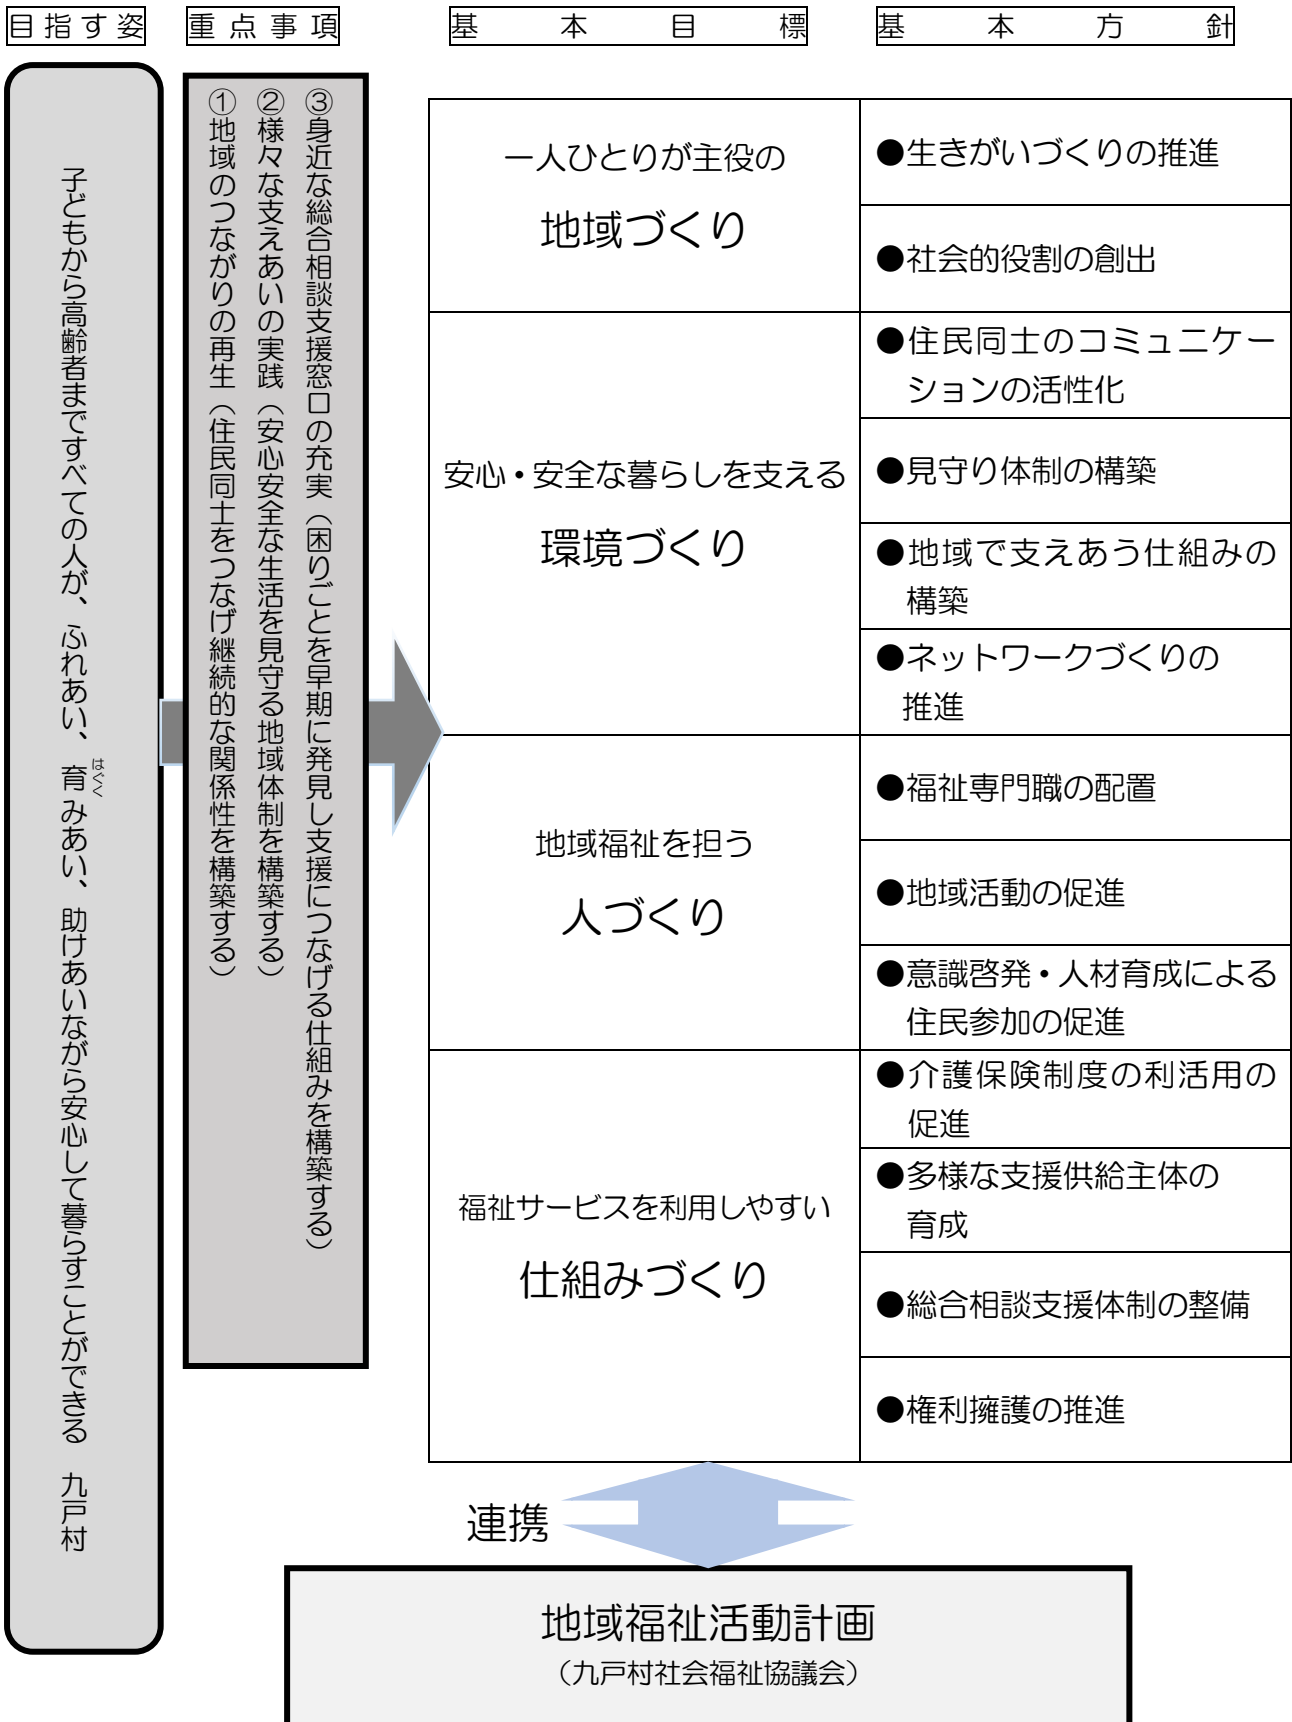 目指す姿
重点事項
基本目標
基本方針
子どもから高齢者まですべての人が、ふれあい、育みあい、助けあいながら安心して暮らすことができる　九戸村
はぐく
③身近な総合相談支援窓口の充実（困りごとを早期に発見し支援につなげる仕組みを構築する）
②様々な支えあいの実践（安心安全な生活を見守る地域体制を構築する）
①地域のつながりの再生（住民同士をつなげ継続的な関係性を構築する）
一人ひとりが主役の
地域づくり
●生きがいづくりの推進
●社会的役割の創出
安心・安全な暮らしを支える
環境づくり
●住民同士のコミュニケー
ションの活性化
●見守り体制の構築
●地域で支えあう仕組みの
構築
●ネットワークづくりの
推進
地域福祉を担う
人づくり
●福祉専門職の配置
●地域活動の促進
●意識啓発・人材育成による
住民参加の促進
福祉サービスを利用しやすい
仕組みづくり
●介護保険制度の利活用の
促進
●多様な支援供給主体の
育成
●総合相談支援体制の整備
●権利擁護の推進
連携
地域福祉活動計画
（九戸村社会福祉協議会）